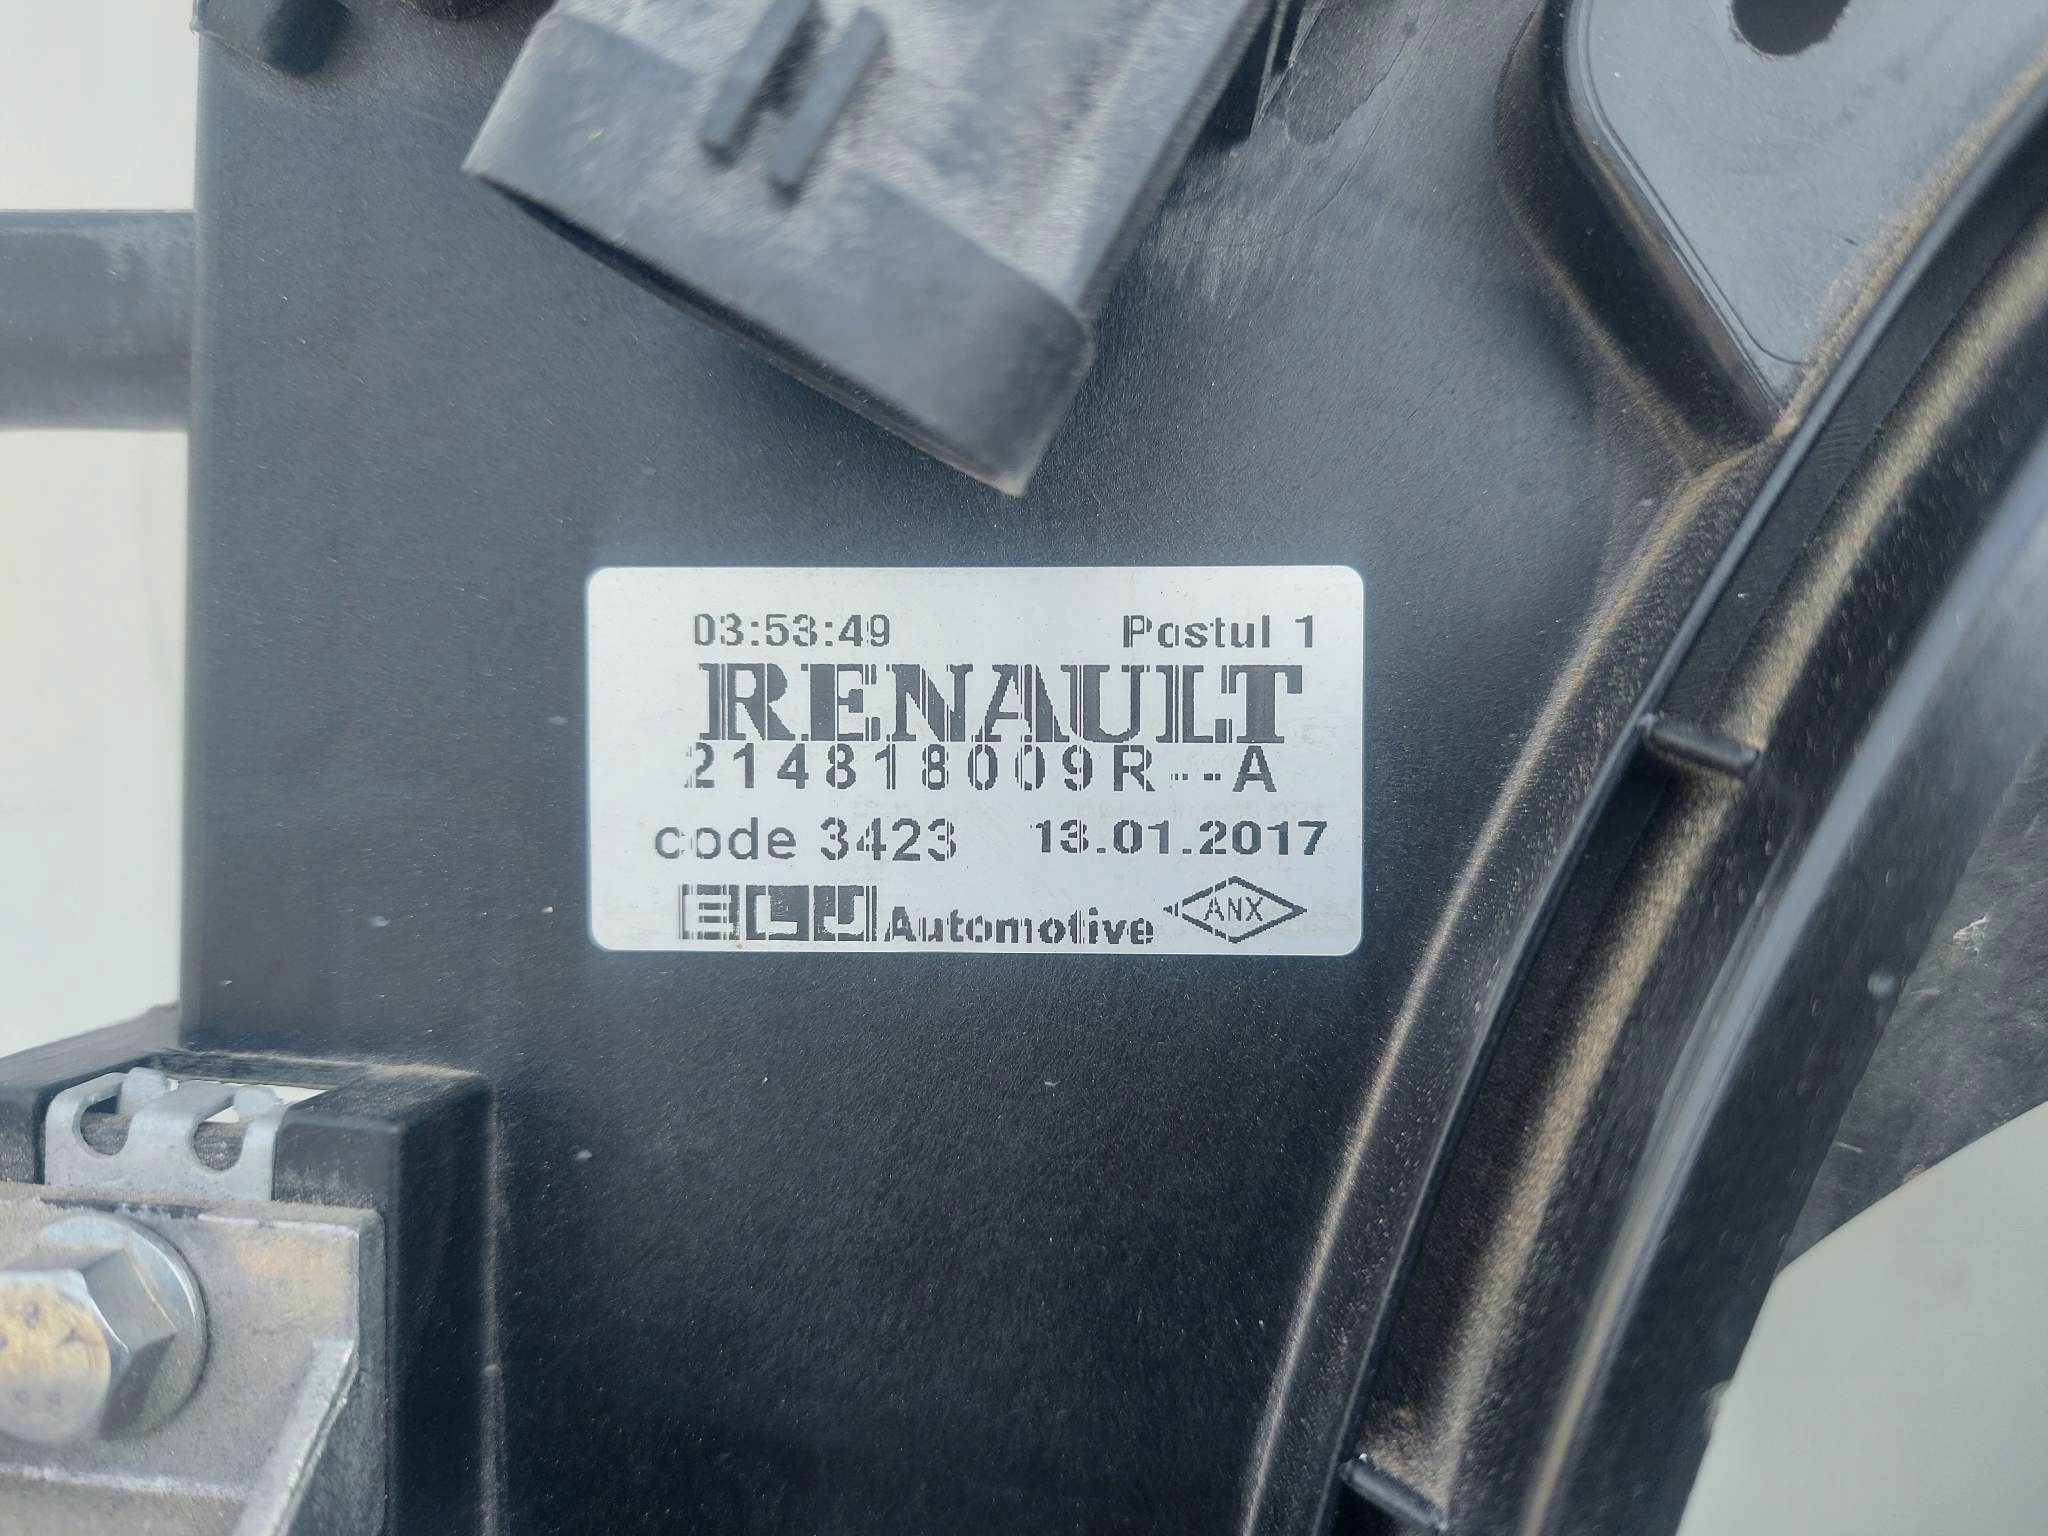 03:53:49 Postul 1
RENAULT
214818009R--A
code 3423 13.01.2017
ELJ Automotive ANX